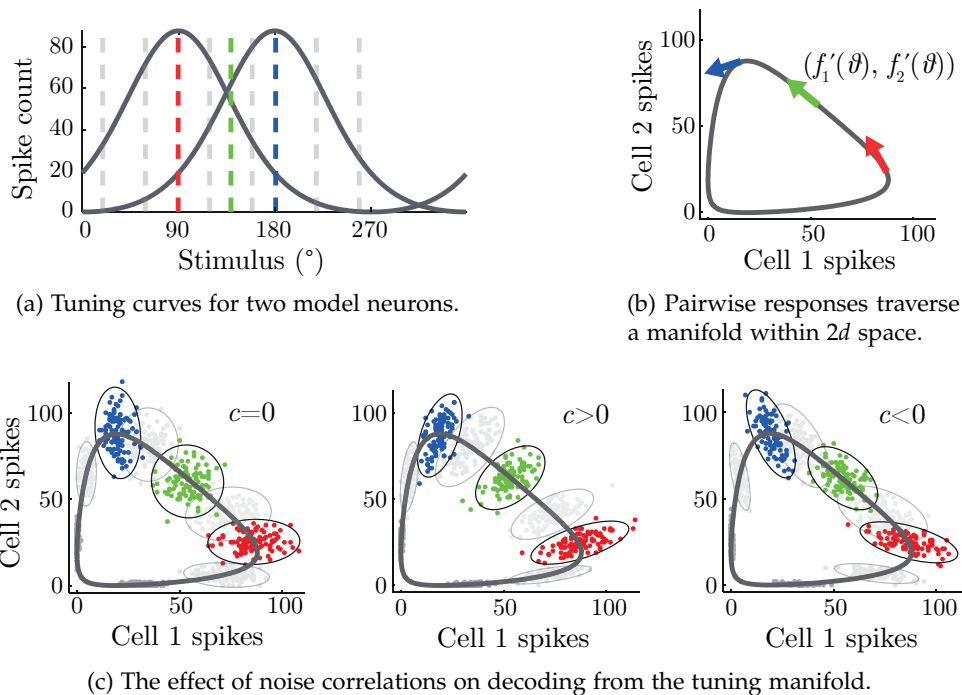 80
60
40
20
0
Spike count
0 90 180 270
Stimulus (°)
(a) Tuning curves for two model neurons.
100
50
0
Cell 2 spikes
(f₁′(ϑ), f₂′(ϑ))
0 50 100
Cell 1 spikes
(b) Pairwise responses traverse
a manifold within 2d space.
100
50
0
Cell 2 spikes
c=0
0 50 100
Cell 1 spikes
100
50
0
c>0
0 50 100
Cell 1 spikes
100
50
0
c<0
0 50 100
Cell 1 spikes
(c) The effect of noise correlations on decoding from the tuning manifold.